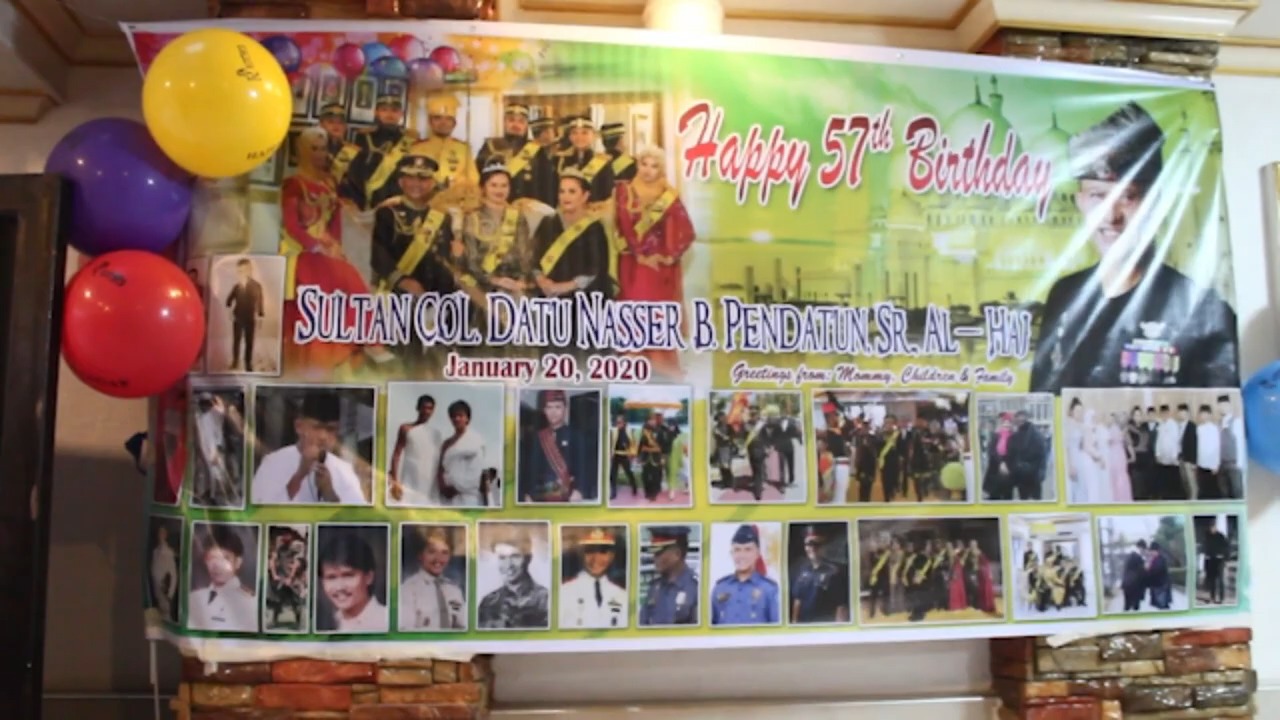 Happy 57th Birthday
SULTAN COL. DATU NASSER B. PENDATUN, SR. AL - HAJ
January 20, 2020
Greetings from: Mommy, Children & Family